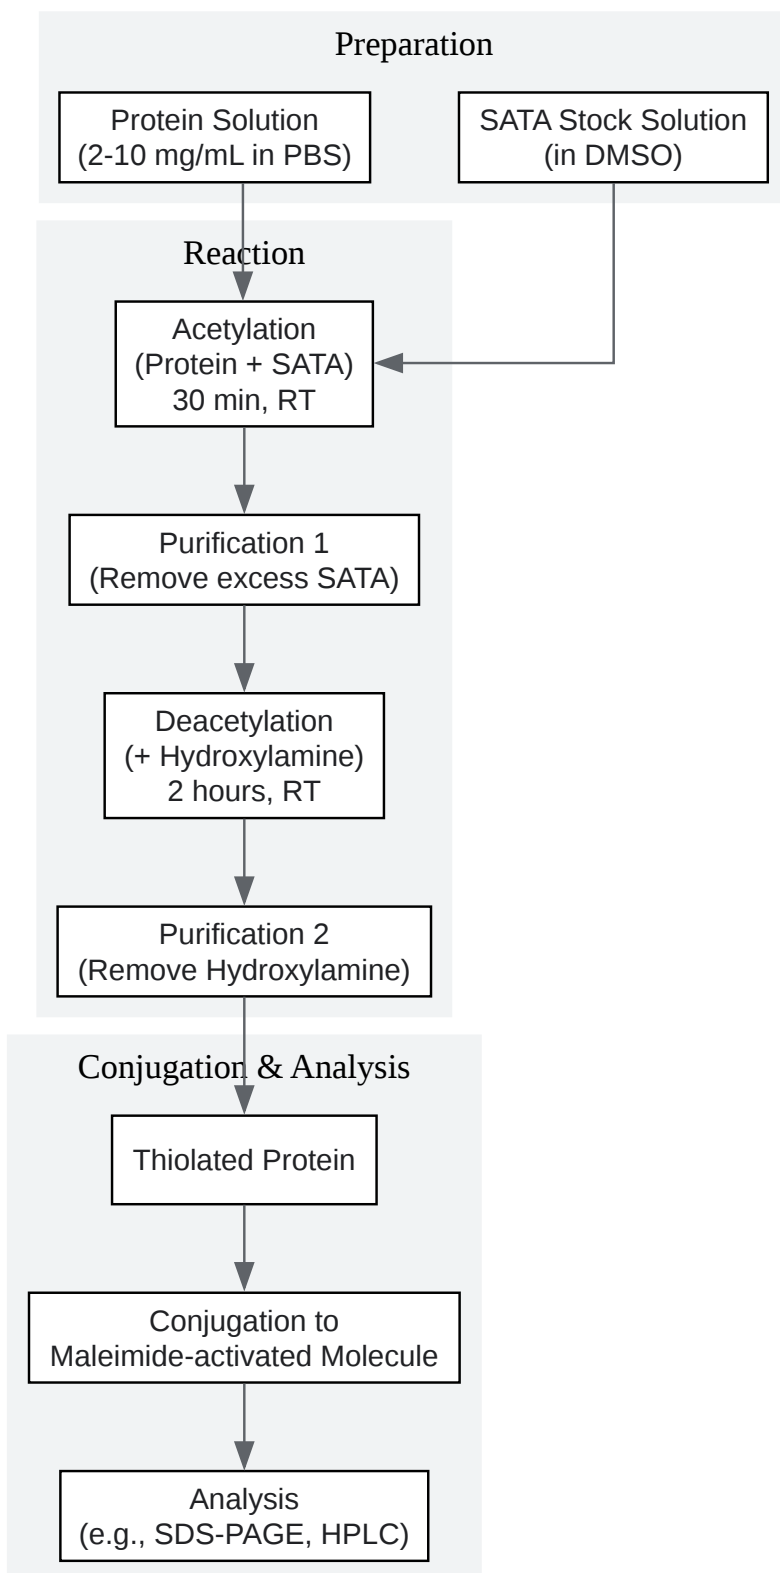 Preparation
Protein Solution
(2-10 mg/mL in PBS)
SATA Stock Solution
(in DMSO)
Reaction
Acetylation
(Protein + SATA)
30 min, RT
Purification 1
(Remove excess SATA)
Deacetylation
(+ Hydroxylamine)
2 hours, RT
Purification 2
(Remove Hydroxylamine)
Conjugation & Analysis
Thiolated Protein
Conjugation to
Maleimide-activated Molecule
Analysis
(e.g., SDS-PAGE, HPLC)